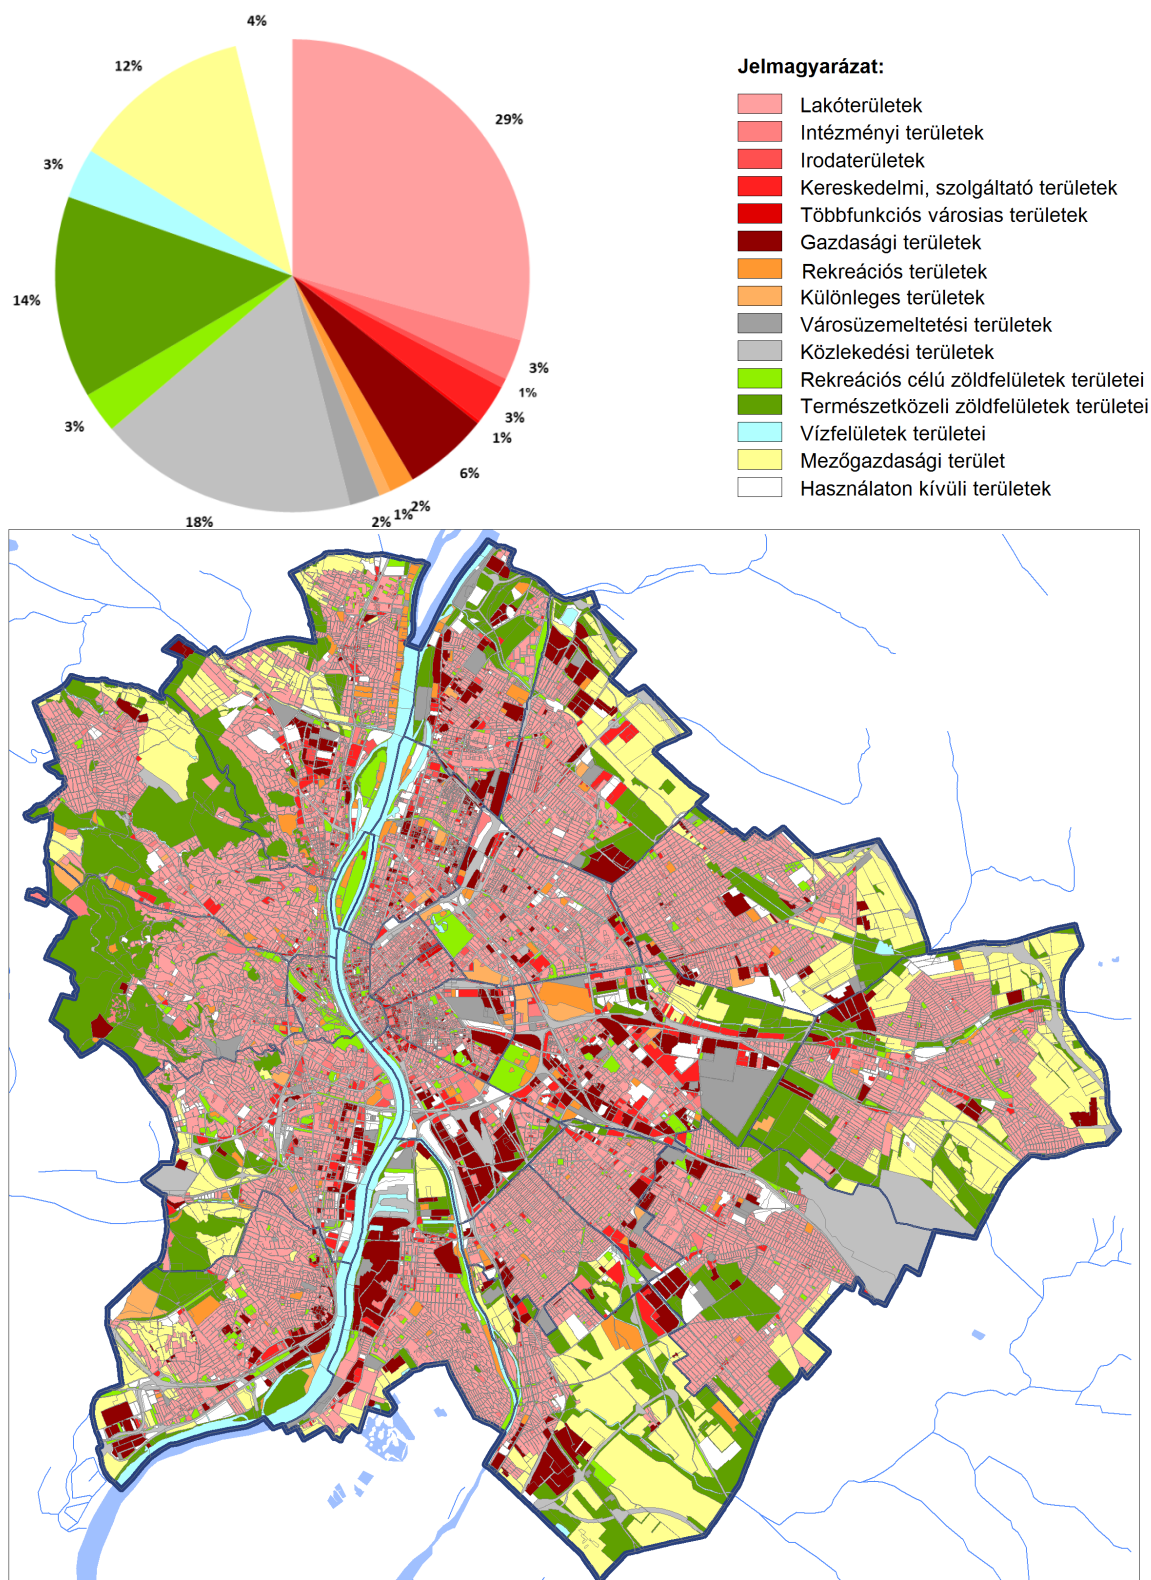 4%
12%
29%
3%
14%
3%
3%
1%
3%
1%
6%
2%
1%
2%
18%
Jelmagyarázat:
Lakóterületek
Intézményi területek
Irodaterületek
Kereskedelmi, szolgáltató területek
Többfunkciós városias területek
Gazdasági területek
Rekreációs területek
Különleges területek
Városüzemeltetési területek
Közlekedési területek
Rekreációs célú zöldfelületek területei
Természetközeli zöldfelületek területei
Vízfelületek területei
Mezőgazdasági terület
Használaton kívüli területek